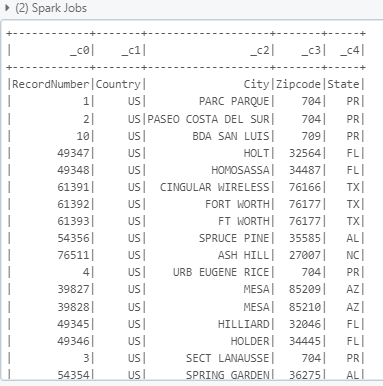 (2) Spark Jobs
+------------+-------+-------------------+-------+-----+
|         _c0|    _c1|                _c2|    _c3|  _c4|
+------------+-------+-------------------+-------+-----+
|RecordNumber|Country|               City|Zipcode|State|
|           1|     US|        PARC PARQUE|    704|   PR|
|           2|     US|PASEO COSTA DEL SUR|    704|   PR|
|          10|     US|       BDA SAN LUIS|    709|   PR|
|       49347|     US|               HOLT|  32564|   FL|
|       49348|     US|          HOMOSASSA|  34487|   FL|
|       61391|     US|  CINGULAR WIRELESS|  76166|   TX|
|       61392|     US|         FORT WORTH|  76177|   TX|
|       61393|     US|           FT WORTH|  76177|   TX|
|       54356|     US|        SPRUCE PINE|  35585|   AL|
|       76511|     US|           ASH HILL|  27007|   NC|
|           4|     US|    URB EUGENE RICE|    704|   PR|
|       39827|     US|               MESA|  85209|   AZ|
|       39828|     US|               MESA|  85210|   AZ|
|       49345|     US|           HILLIARD|  32046|   FL|
|       49346|     US|             HOLDER|  34445|   FL|
|           3|     US|      SECT LANAUSSE|    704|   PR|
|       54354|     US|      SPRING GARDEN|  36275|   AL|